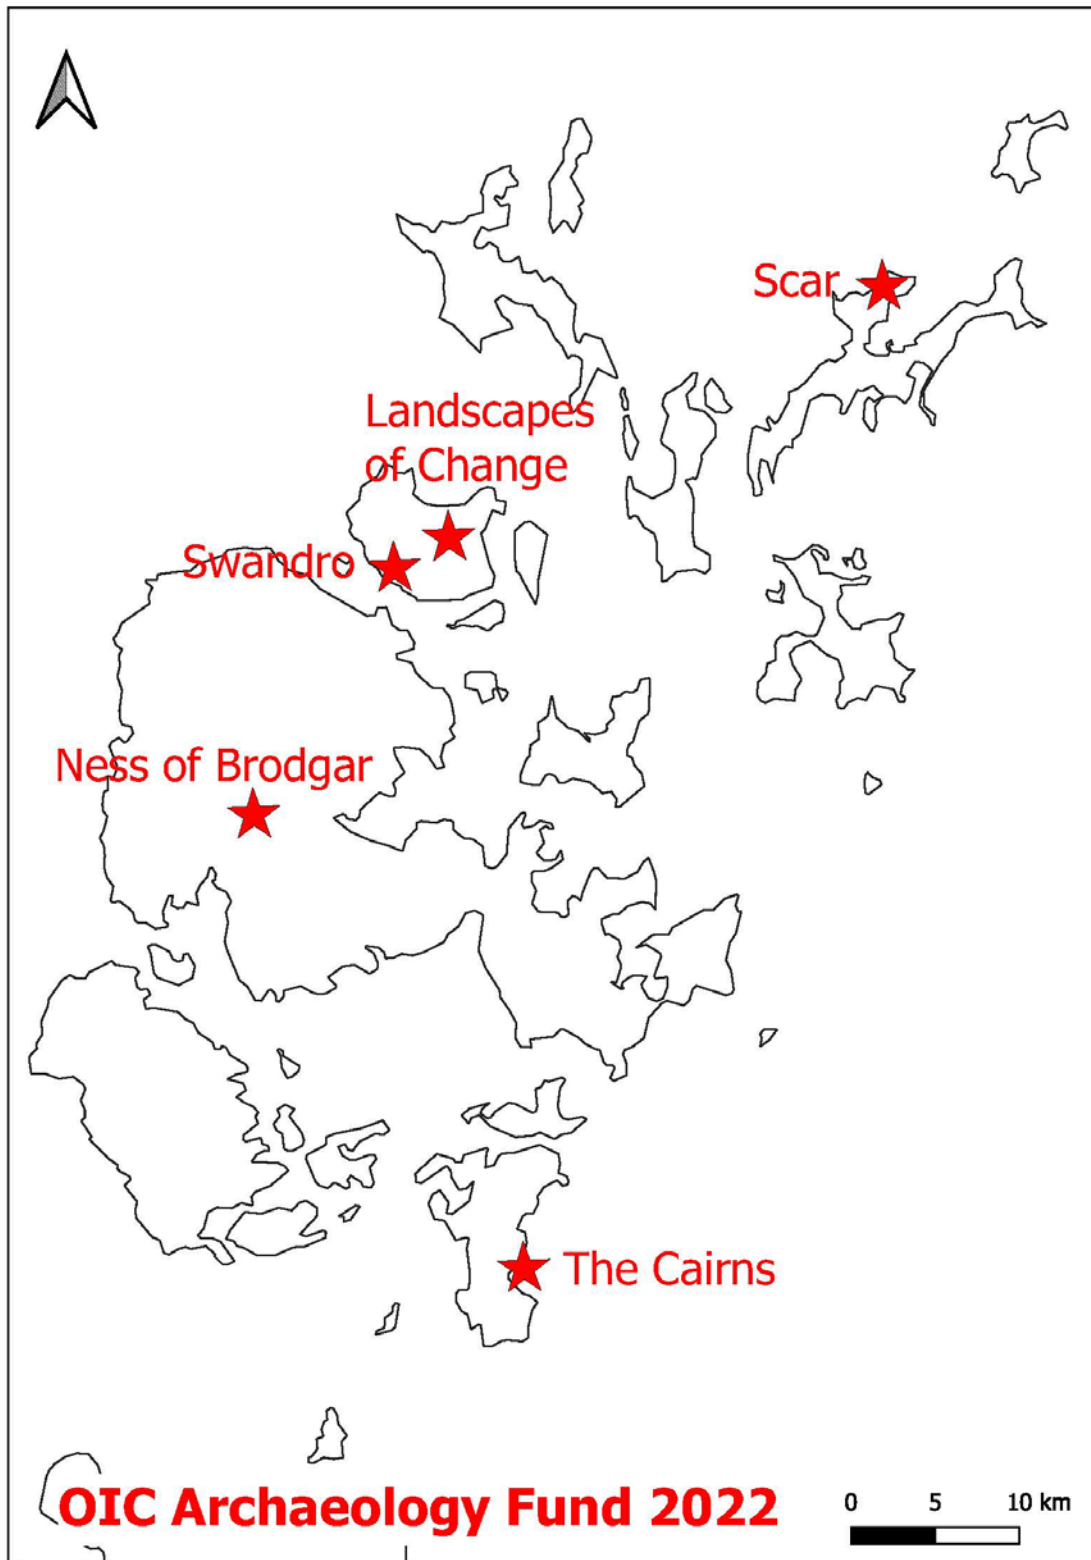 Scar
Landscapes
of Change
Swandro
Ness of Brodgar
The Cairns
OIC Archaeology Fund 2022
0 5 10 km